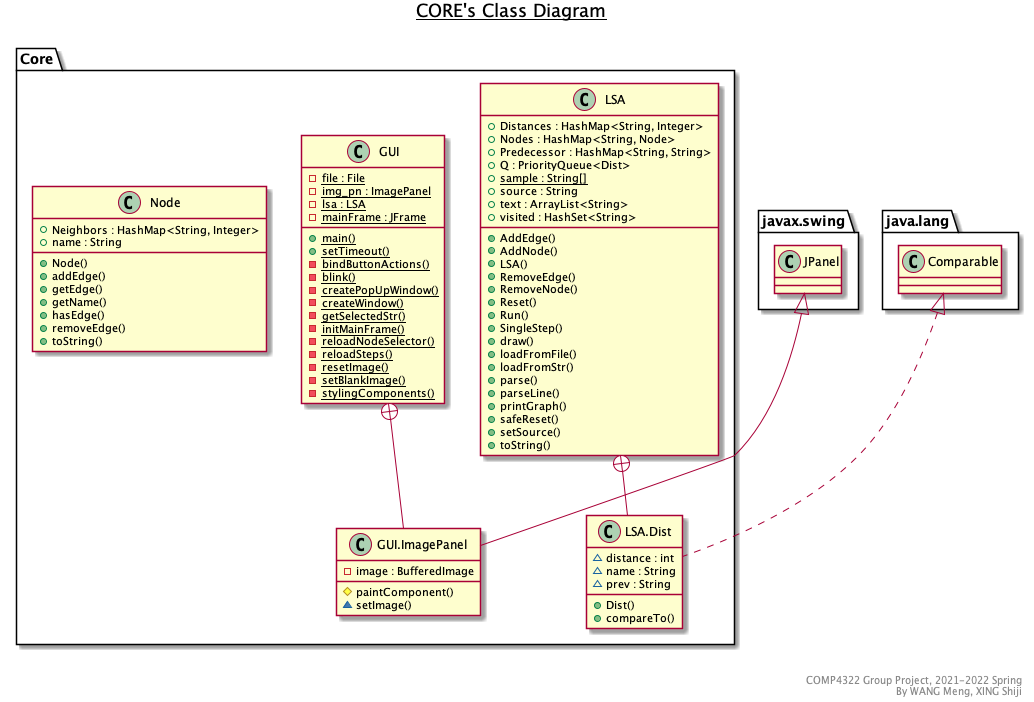 CORE's Class Diagram
Core
C Node
Neighbors : HashMap<String, Integer>
name : String
Node()
addEdge()
getEdge()
getName()
hasEdge()
removeEdge()
toString()
C GUI
file : File
img_pn : ImagePanel
lsa : LSA
mainFrame : JFrame
main()
setTimeout()
bindButtonActions()
blink()
createPopUpWindow()
createWindow()
getSelectedStr()
initMainFrame()
reloadNodeSelector()
reloadSteps()
resetImage()
setBlankImage()
stylingComponents()
C LSA
Distances : HashMap<String, Integer>
Nodes : HashMap<String, Node>
Predecessor : HashMap<String, String>
Q : PriorityQueue<Dist>
sample : String[]
source : String
text : ArrayList<String>
visited : HashSet<String>
AddEdge()
AddNode()
LSA()
RemoveEdge()
RemoveNode()
Reset()
Run()
SingleStep()
draw()
loadFromFile()
loadFromStr()
parse()
parseLine()
printGraph()
safeReset()
setSource()
toString()
javax.swing
C JPanel
java.lang
C Comparable
C GUI.ImagePanel
image : BufferedImage
paintComponent()
setImage()
C LSA.Dist
distance : int
name : String
prev : String
Dist()
compareTo()
COMP4322 Group Project, 2021-2022 Spring
By WANG Meng, XING Shiji